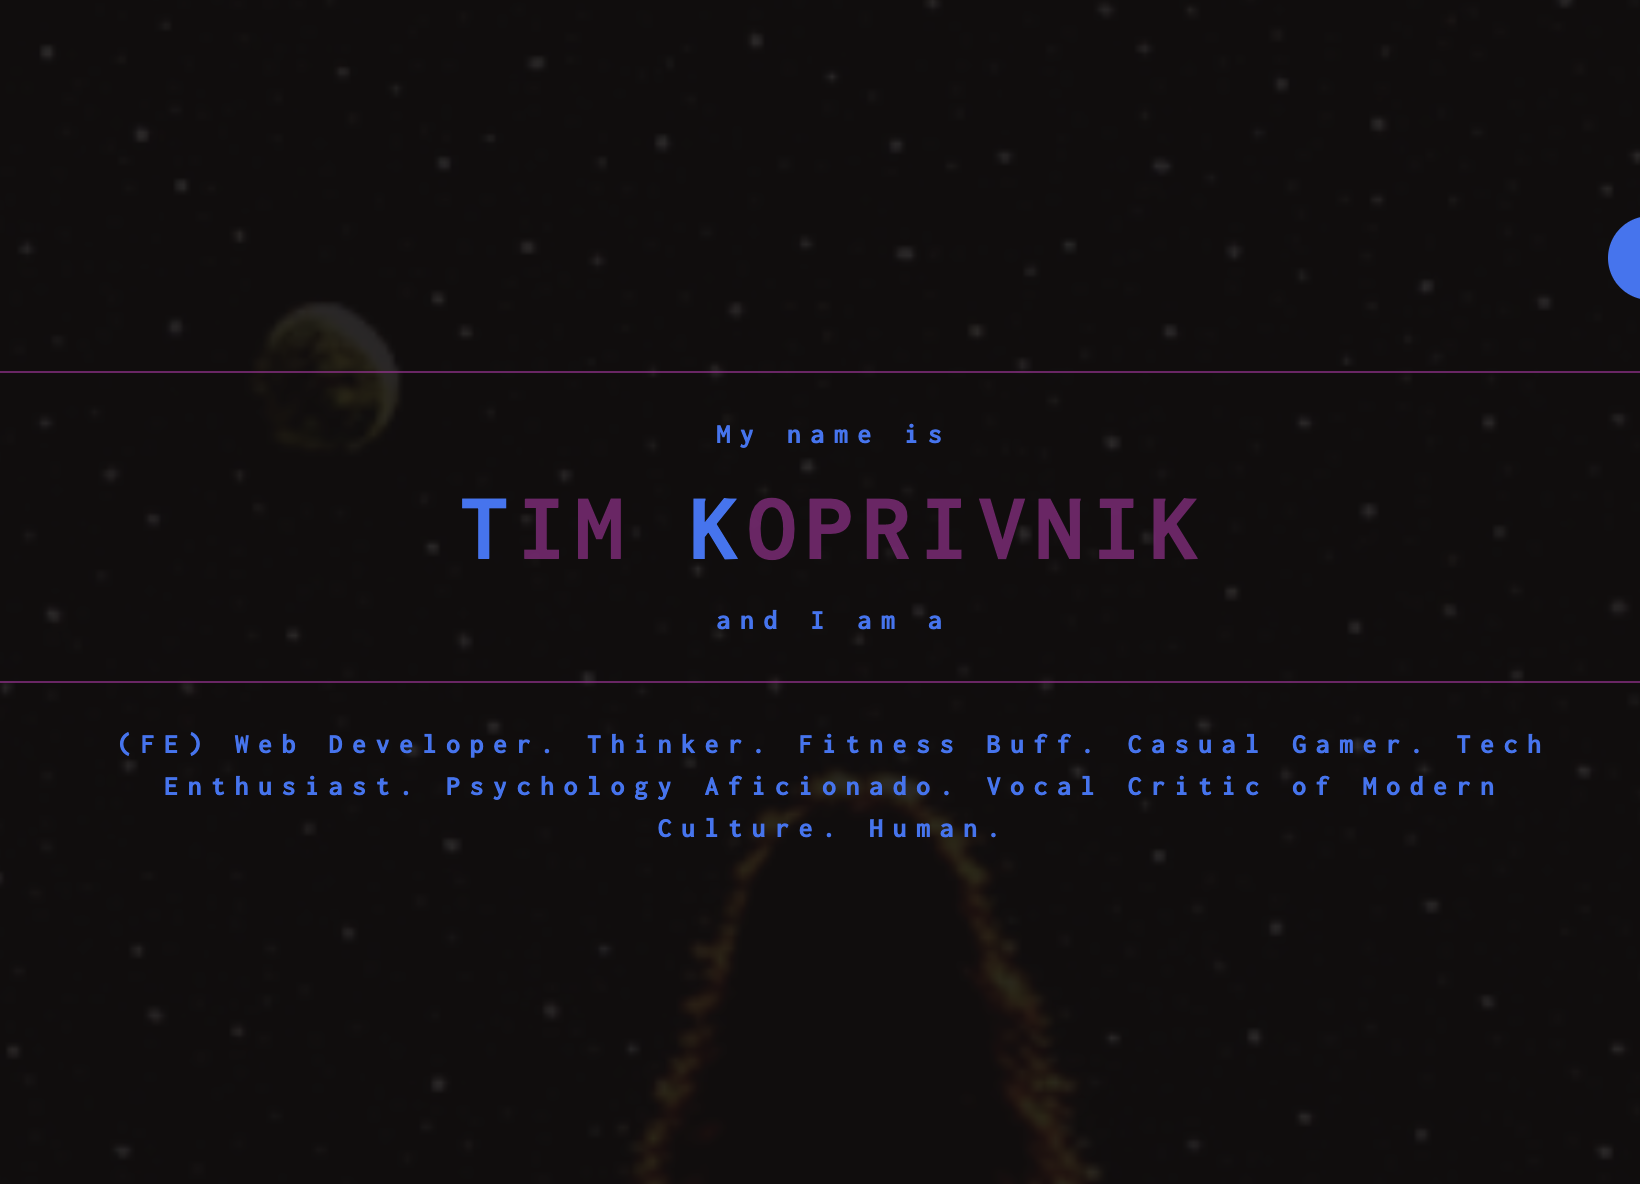 My name is
TIM KOPRIVNIK
and I am a
(FE) Web Developer. Thinker. Fitness Buff. Casual Gamer. Tech
Enthusiast. Psychology Aficionado. Vocal Critic of Modern
Culture. Human.